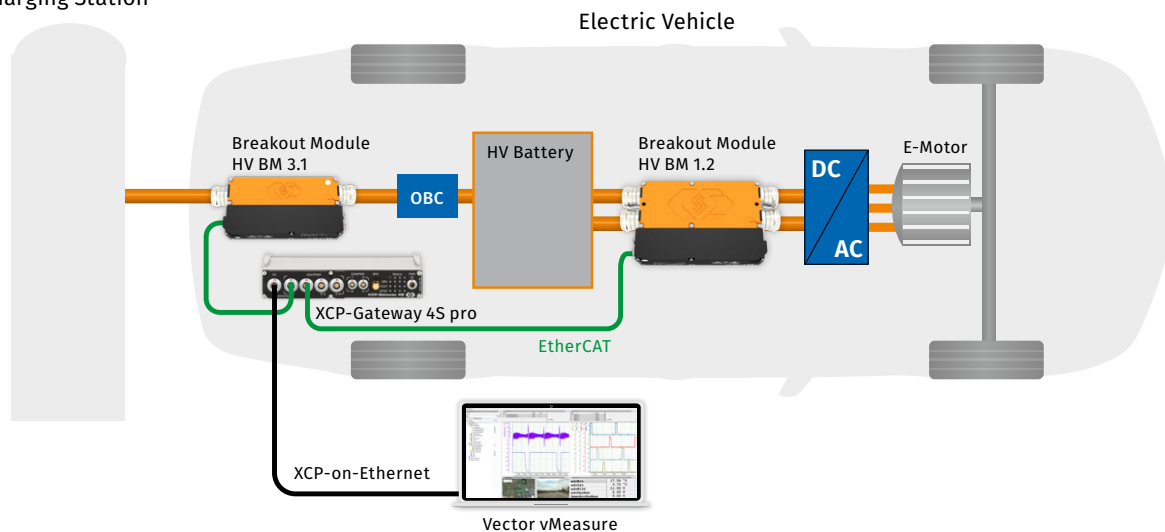 Electric Vehicle
Breakout Module
HV BM 3.1
HV Battery
Breakout Module
HV BM 1.2
E-Motor
DC
AC
OBC
XCP-Gateway 4S pro
EtherCAT
XCP-on-Ethernet
Vector vMeasure